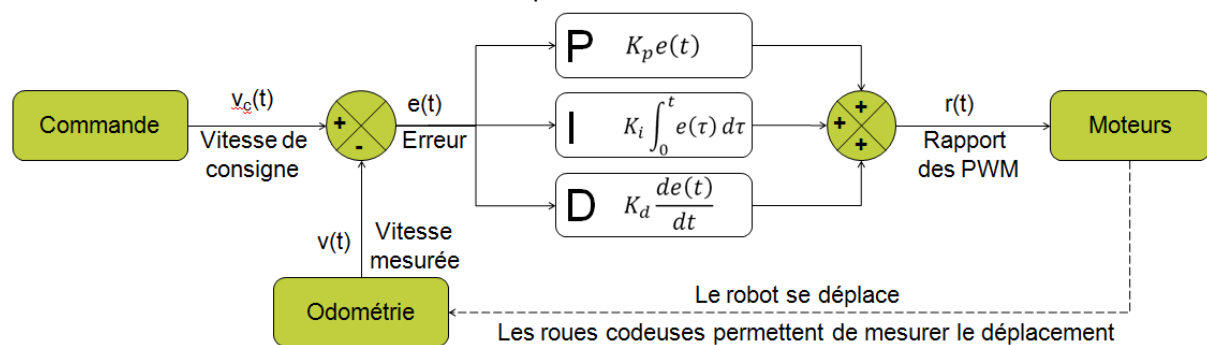 Commande
v_c(t)
Vitesse de
consigne
+
-
e(t)
Erreur
P K_p e(t)
I K_i ∫_0^t e(τ) dτ
D K_d de(t)/dt
+
+
+
r(t)
Rapport
des PWM
Moteurs
v(t)
Vitesse
mesurée
Odométrie
Le robot se déplace
Les roues codeuses permettent de mesurer le déplacement